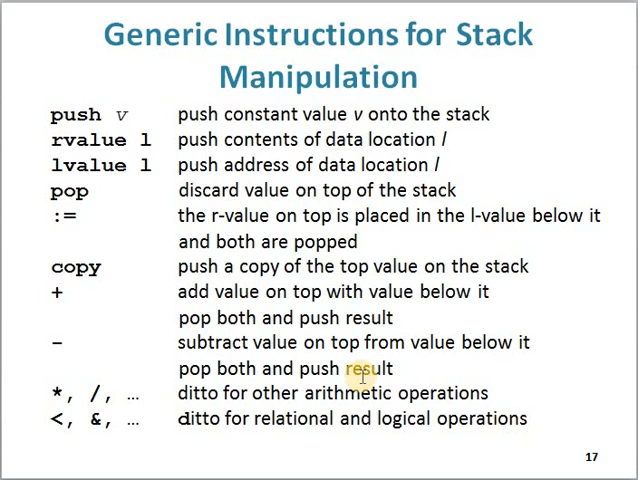 Generic Instructions for Stack
Manipulation
push v push constant value v onto the stack
rvalue l push contents of data location l
lvalue l push address of data location l
pop discard value on top of the stack
:= the r-value on top is placed in the l-value below it
and both are popped
copy push a copy of the top value on the stack
+ add value on top with value below it
pop both and push result
- subtract value on top from value below it
pop both and push result
*, /, … ditto for other arithmetic operations
<, &, … ditto for relational and logical operations
17